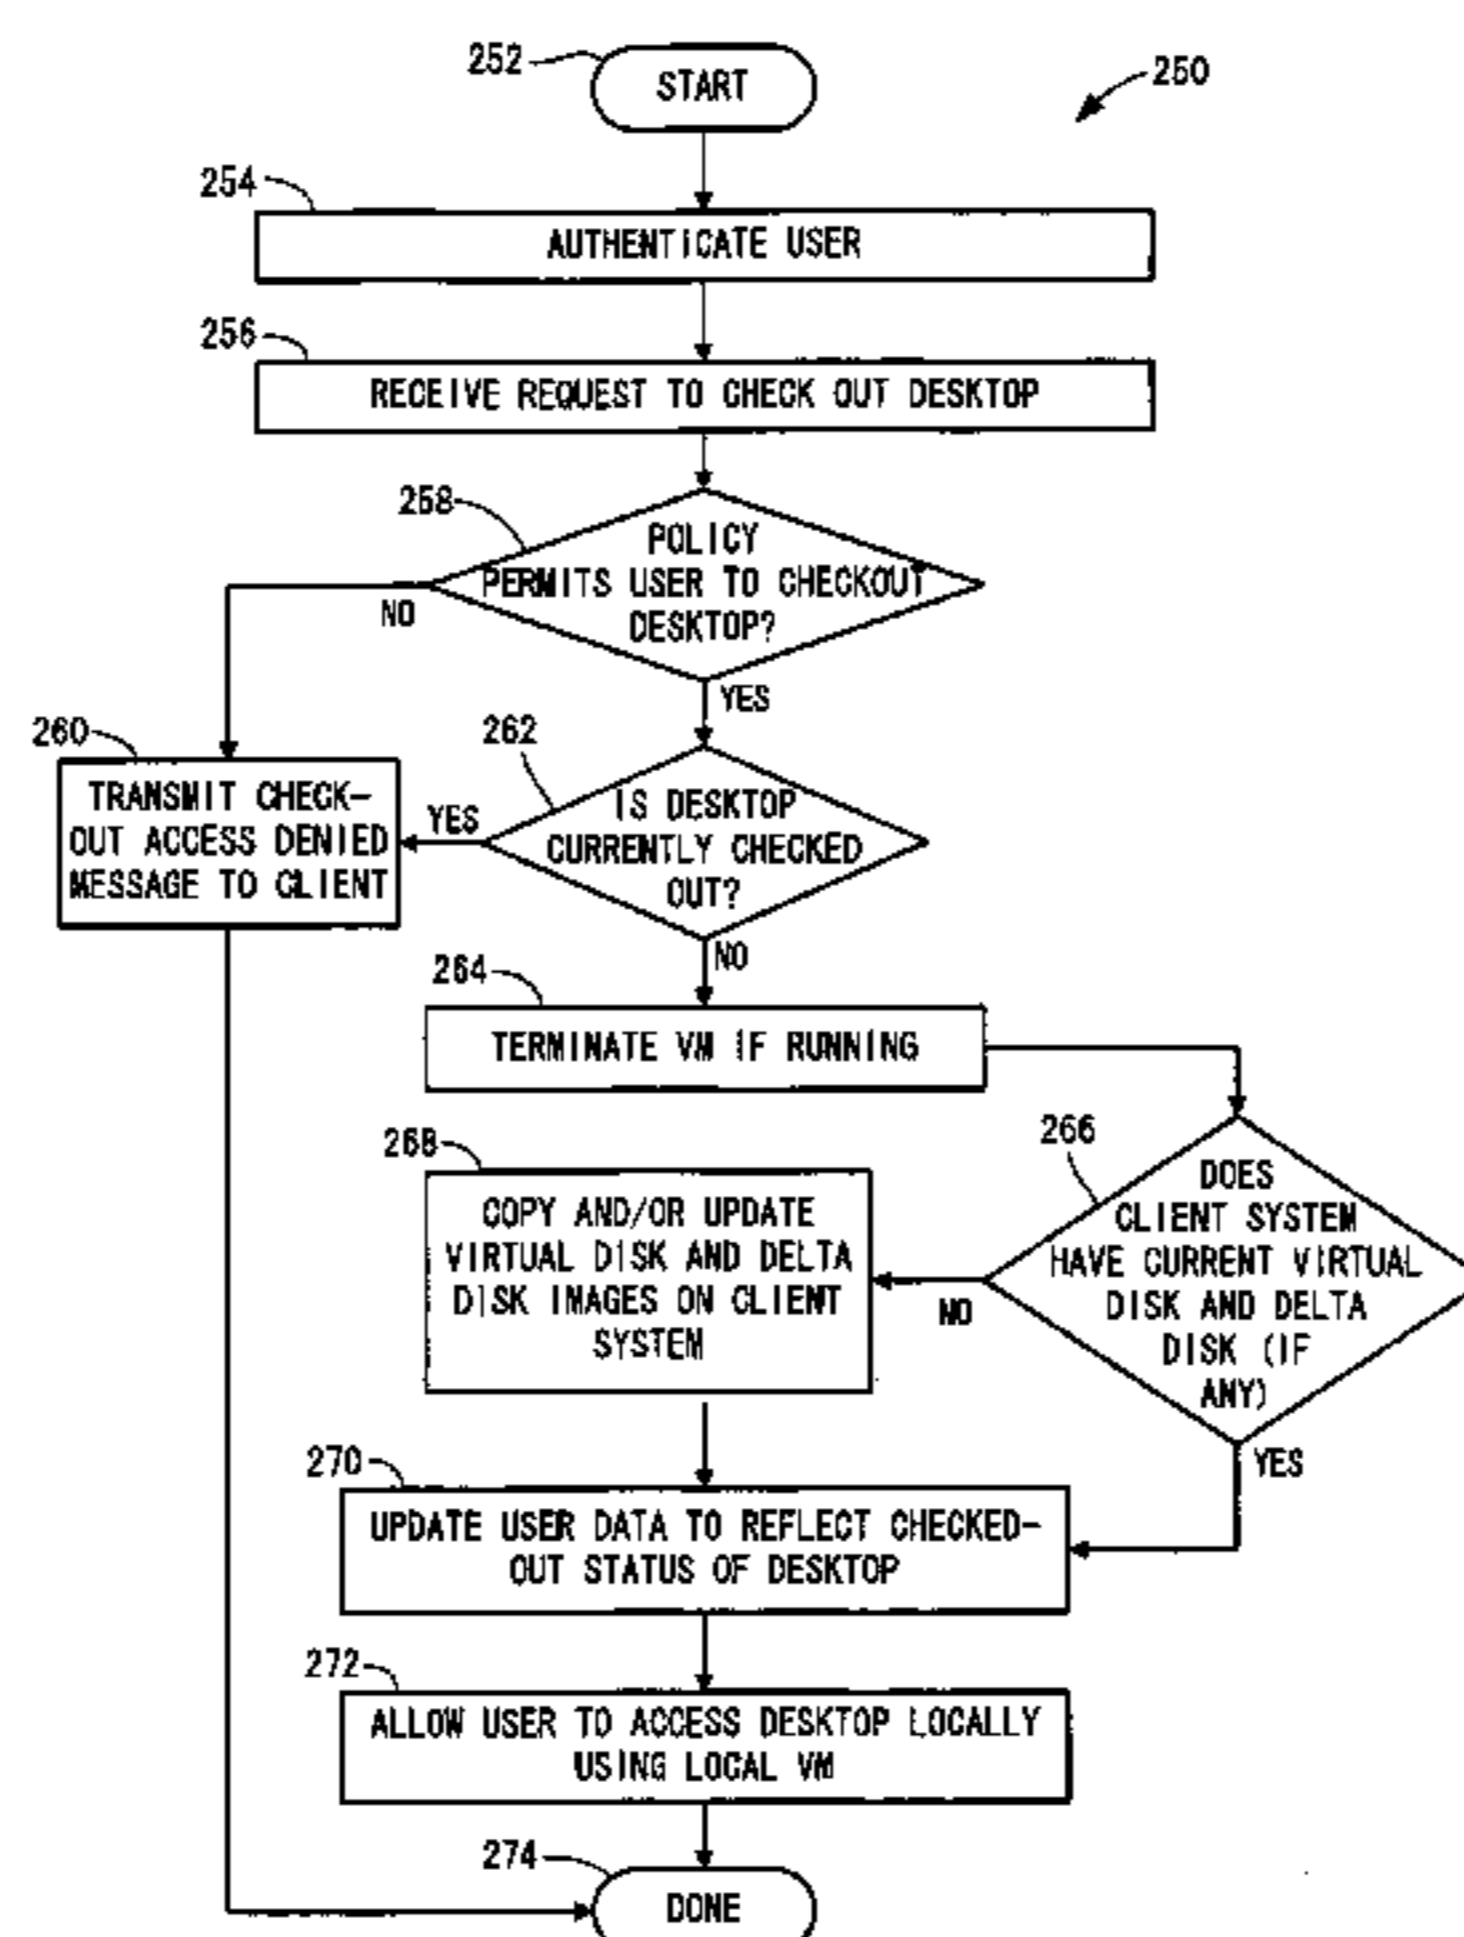 252
START
250
254
AUTHENTICATE USER
256
RECEIVE REQUEST TO CHECK OUT DESKTOP
258
POLICY
PERMITS USER TO CHECKOUT
DESKTOP?
NO
YES
260
TRANSMIT CHECK-
OUT ACCESS DENIED
MESSAGE TO CLIENT
262
YES
IS DESKTOP
CURRENTLY CHECKED
OUT?
NO
264
TERMINATE VM IF RUNNING
266
DOES
CLIENT SYSTEM
HAVE CURRENT VIRTUAL
DISK AND DELTA
DISK (IF
ANY)
NO
YES
268
COPY AND/OR UPDATE
VIRTUAL DISK AND DELTA
DISK IMAGES ON CLIENT
SYSTEM
270
UPDATE USER DATA TO REFLECT CHECKED-
OUT STATUS OF DESKTOP
272
ALLOW USER TO ACCESS DESKTOP LOCALLY
USING LOCAL VM
274
DONE